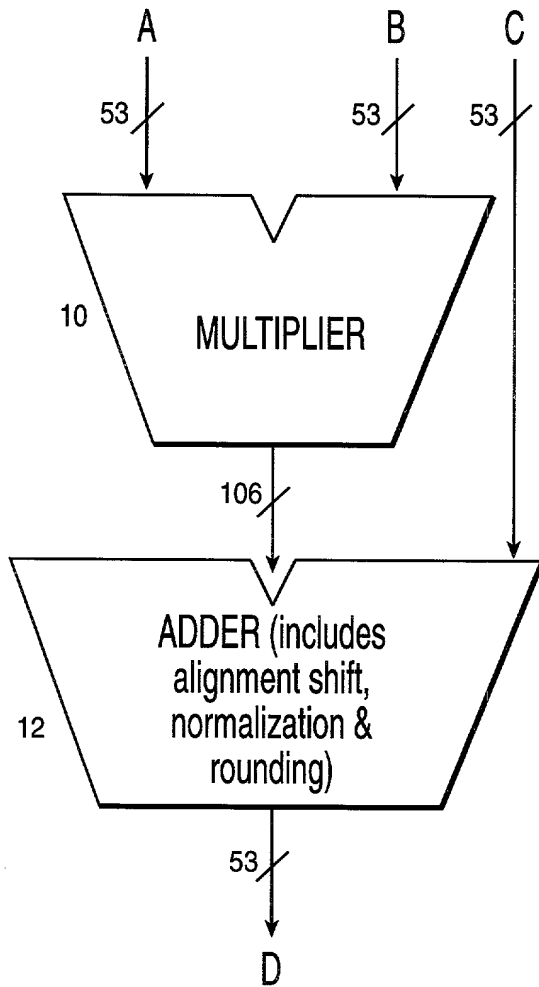 A B C
53 53 53
10 MULTIPLIER
106
ADDER (includes
alignment shift,
12 normalization &
rounding)
53
D